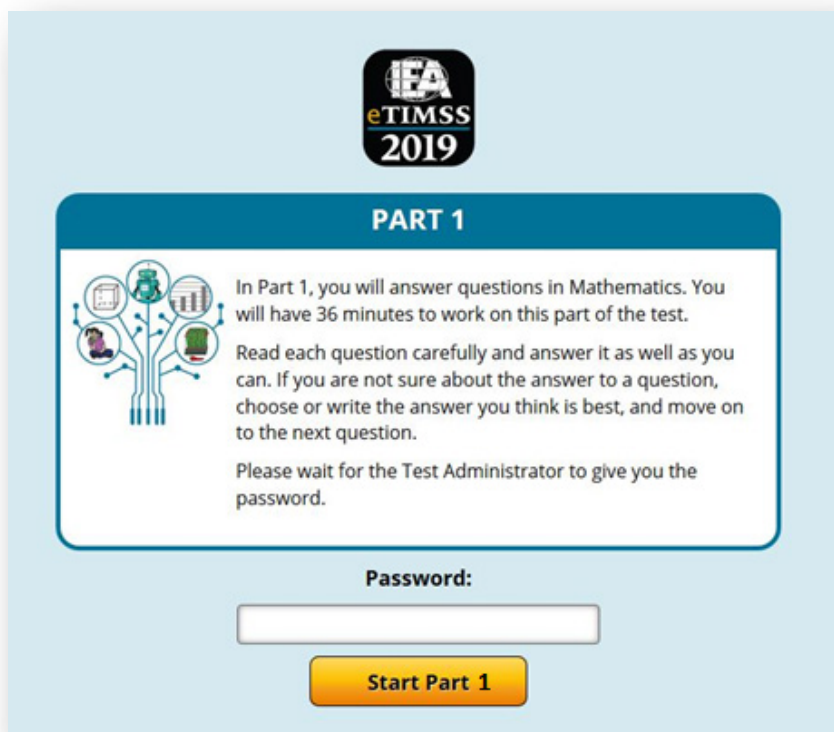 IEA
eTIMSS
2019
PART 1
In Part 1, you will answer questions in Mathematics. You
will have 36 minutes to work on this part of the test.
Read each question carefully and answer it as well as you
can. If you are not sure about the answer to a question,
choose or write the answer you think is best, and move on
to the next question.
Please wait for the Test Administrator to give you the
password.
Password:
Start Part 1